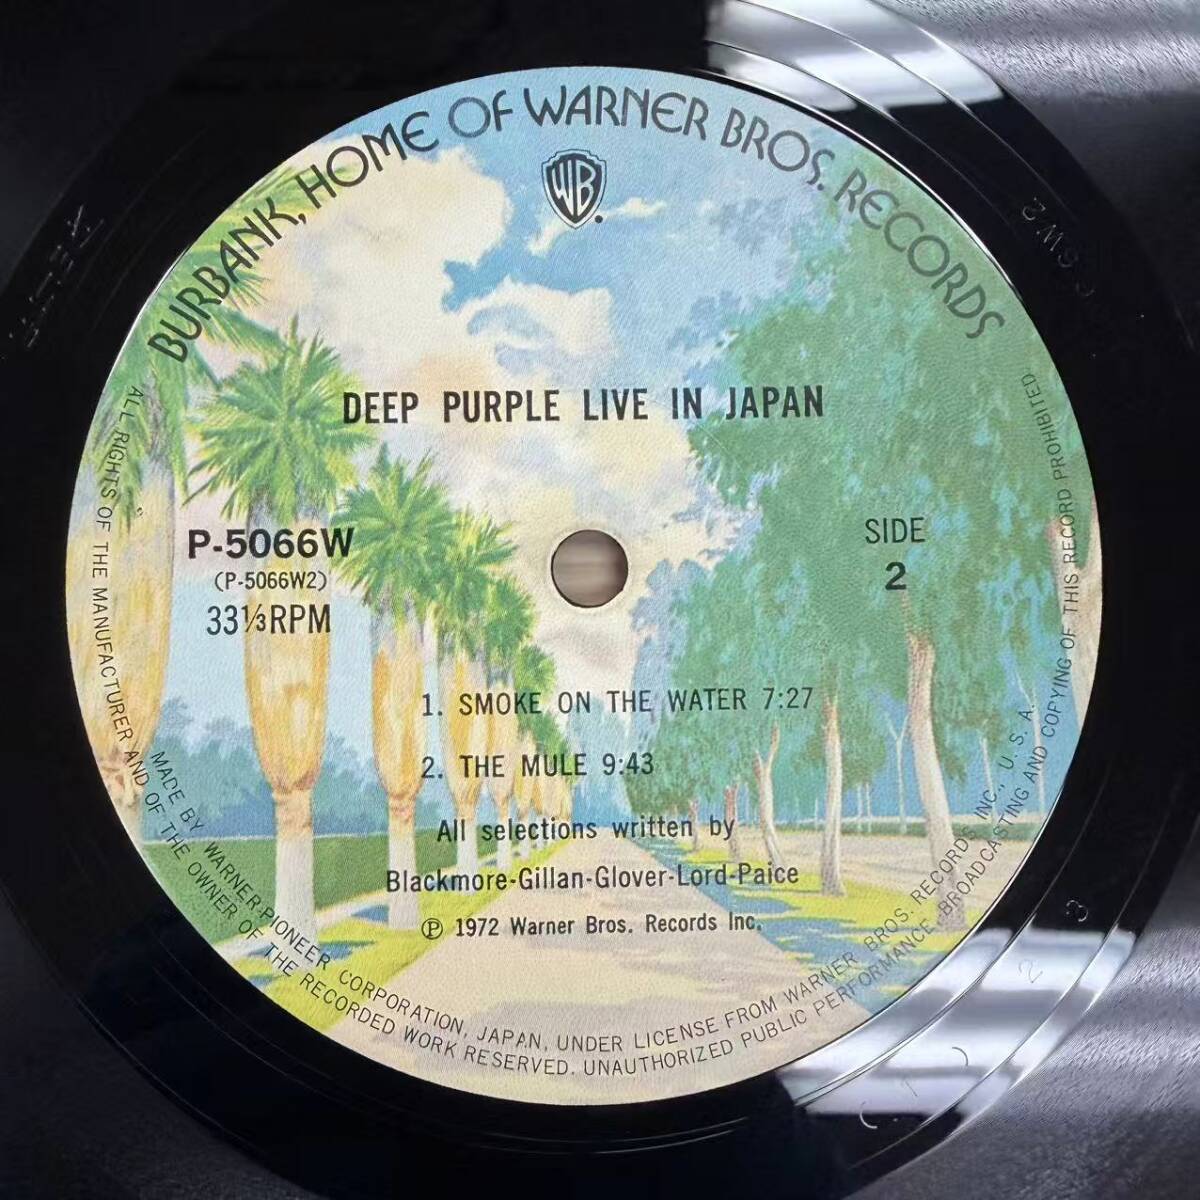 BURBANK, HOME OF WARNER BROS. RECORDS
WB
DEEP PURPLE LIVE IN JAPAN
P-5066W
(P-5066W2)
33⅓RPM
SIDE
2
1. SMOKE ON THE WATER 7:27
2. THE MULE 9:43
All selections written by
Blackmore-Gillan-Glover-Lord-Paice
Ⓟ 1972 Warner Bros. Records Inc.
MADE BY WARNER-PIONEER CORPORATION, JAPAN, UNDER LICENSE FROM WARNER BROS. RECORDS INC., U. S. A.
ALL RIGHTS OF THE MANUFACTURER AND OF THE OWNER OF THE RECORDED WORK RESERVED. UNAUTHORIZED PUBLIC PERFORMANCE, BROADCASTING AND COPYING OF THIS RECORD PROHIBITED